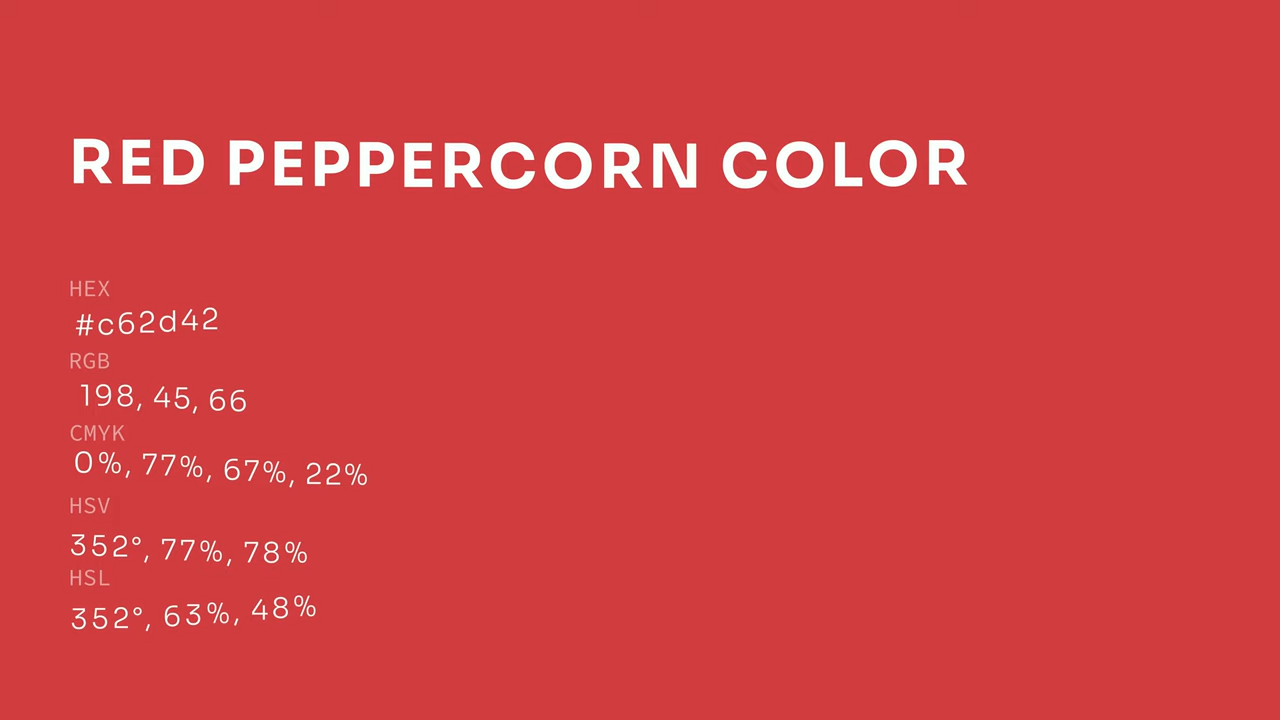 RED PEPPERCORN COLOR
HEX
#c62d42
RGB
198, 45, 66
CMYK
0%, 77%, 67%, 22%
HSV
352°, 77%, 78%
HSL
352°, 63%, 48%